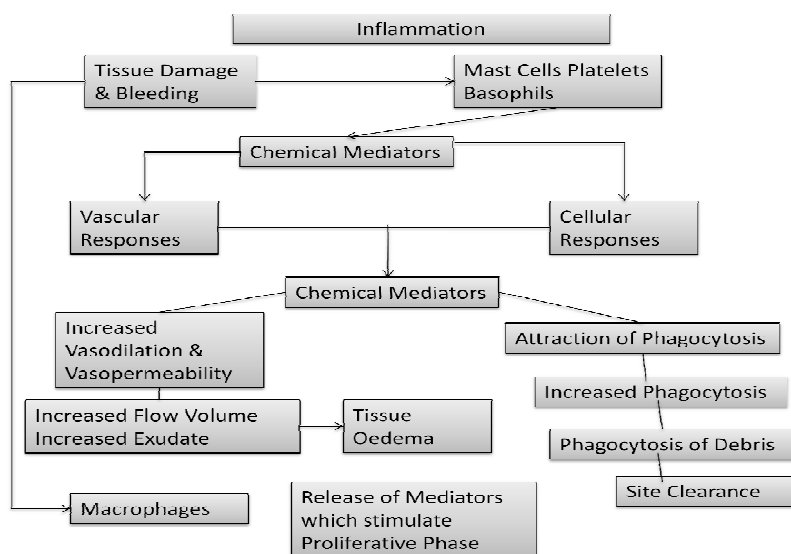 Inflammation
Tissue Damage
& Bleeding
Mast Cells Platelets
Basophils
Chemical Mediators
Vascular
Responses
Cellular
Responses
Chemical Mediators
Increased
Vasodilation &
Vasopermeability
Attraction of Phagocytosis
Increased Phagocytosis
Increased Flow Volume
Increased Exudate
Tissue
Oedema
Phagocytosis of Debris
Site Clearance
Macrophages
Release of Mediators
which stimulate
Proliferative Phase